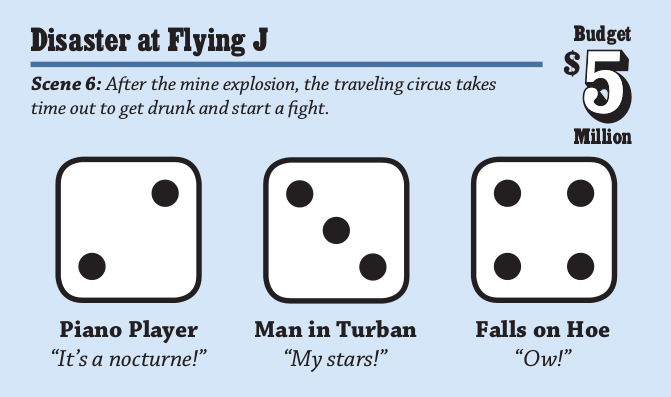 Disaster at Flying J
Budget
$5
Million
Scene 6: After the mine explosion, the traveling circus takes
time out to get drunk and start a fight.
Piano Player
“It’s a nocturne!”
Man in Turban
“My stars!”
Falls on Hoe
“Ow!”